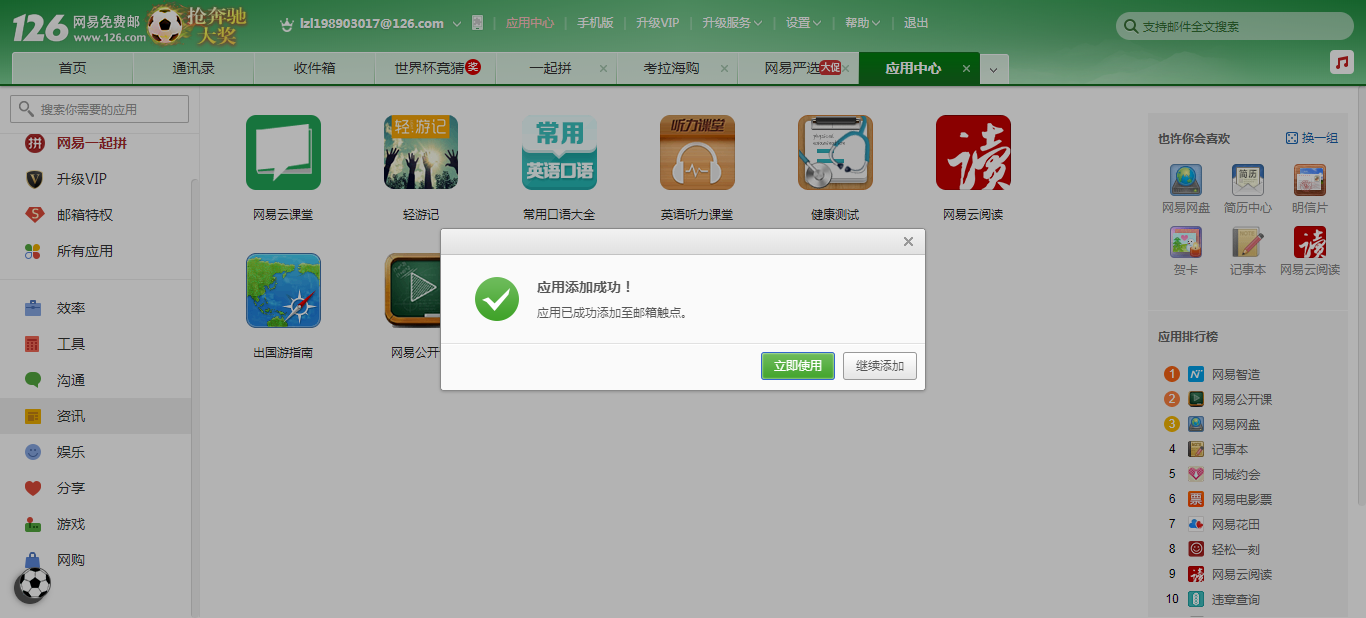 126 网易免费邮
www.126.com
抢奔驰
大奖
lzl198903017@126.com
应用中心 | 手机版 | 升级VIP | 升级服务 | 设置 | 帮助 | 退出
支持邮件全文搜索
首页
通讯录
收件箱
世界杯竞猜 奖
一起拼
考拉海购
网易严选 大促
应用中心
搜索你需要的应用
拼 网易一起拼
升级VIP
邮箱特权
所有应用
效率
工具
沟通
资讯
娱乐
分享
游戏
网购
轻游记
常用
英语口语
听力课堂
读
网易云课堂
轻游记
常用口语大全
英语听力课堂
健康测试
网易云阅读
出国游指南
网易公开
应用添加成功！
应用已成功添加至邮箱触点。
立即使用
继续添加
也许你会喜欢
换一组
简历
读
网易网盘
简历中心
明信片
贺卡
记事本
网易云阅读
应用排行榜
1 网易智造
2 网易公开课
3 网易网盘
4 记事本
5 同城约会
6 票 网易电影票
7 网易花田
8 轻松一刻
9 读 网易云阅读
10 违章查询